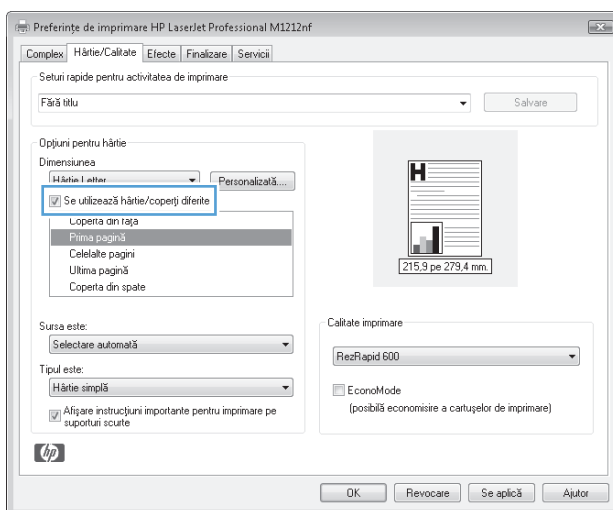 Preferințe de imprimare HP LaserJet Professional M1212nf
Complex Hârtie/Calitate Efecte Finalizare Servicii
Seturi rapide pentru activitatea de imprimare
Fără titlu
Salvare
Opțiuni pentru hârtie
Dimensiunea
Hârtie Letter
Personalizată....
Se utilizează hârtie/coperți diferite
Coperta din față
Prima pagină
Celelalte pagini
Ultima pagină
Coperta din spate
Sursa este:
Selectare automată
Tipul este:
Hârtie simplă
Afișare instrucțiuni importante pentru imprimare pe
suporturi scurte
H
215,9 pe 279,4 mm.
Calitate imprimare
RezRapid 600
EconoMode
(posibilă economisire a cartușelor de imprimare)
hp
OK Revocare Se aplică Ajutor